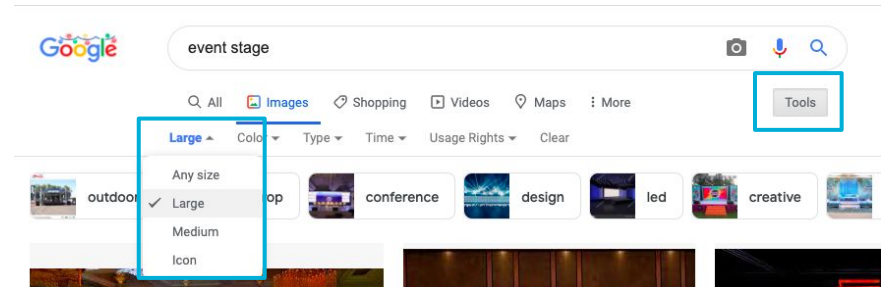 Google
event stage
All Images Shopping Videos Maps More Tools
Large Color Type Time Usage Rights Clear
Any size
Large
Medium
Icon
outdoor op conference design led creative